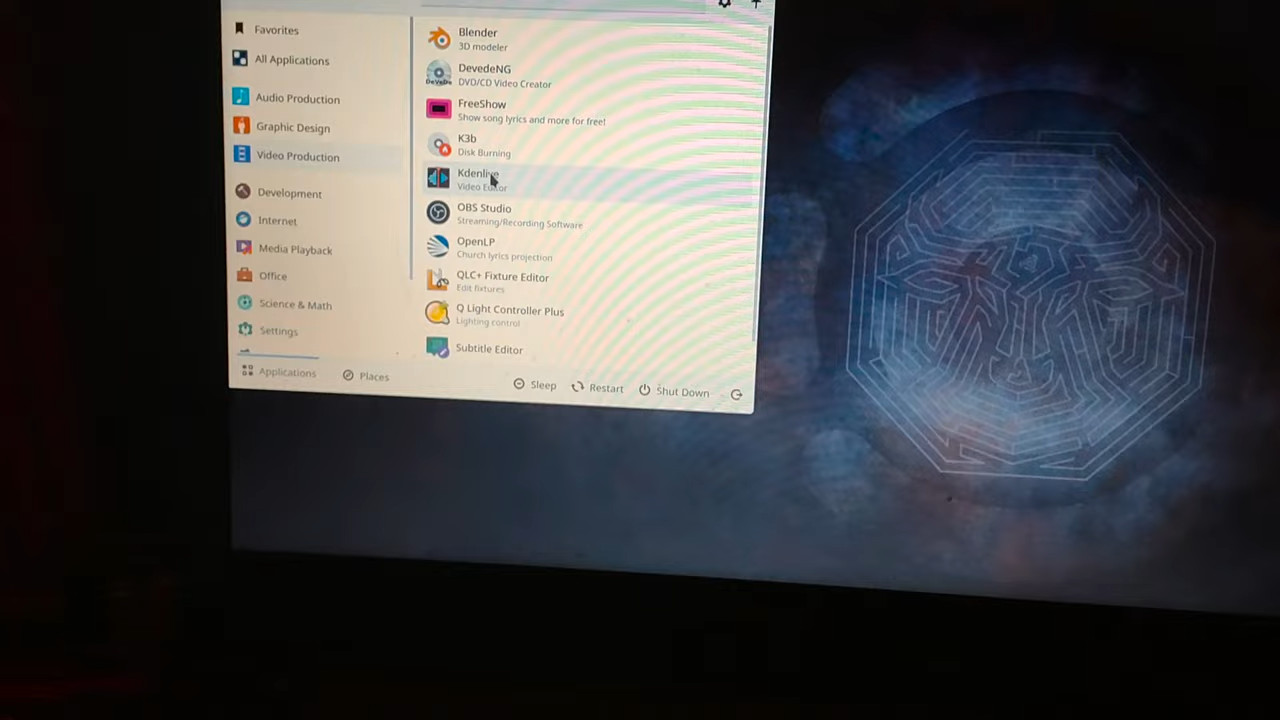 Favorites
All Applications
Audio Production
Graphic Design
Video Production
Development
Internet
Media Playback
Office
Science & Math
Settings
Blender
3D modeler
DevedeNG
DVD/CD Video Creator
FreeShow
Show song lyrics and more for free!
K3b
Disk Burning
Kdenlive
Video Editor
OBS Studio
Streaming/Recording Software
OpenLP
Church lyrics projection
QLC+ Fixture Editor
Edit fixtures
Q Light Controller Plus
Lighting control
Subtitle Editor
Applications
Places
Sleep
Restart
Shut Down